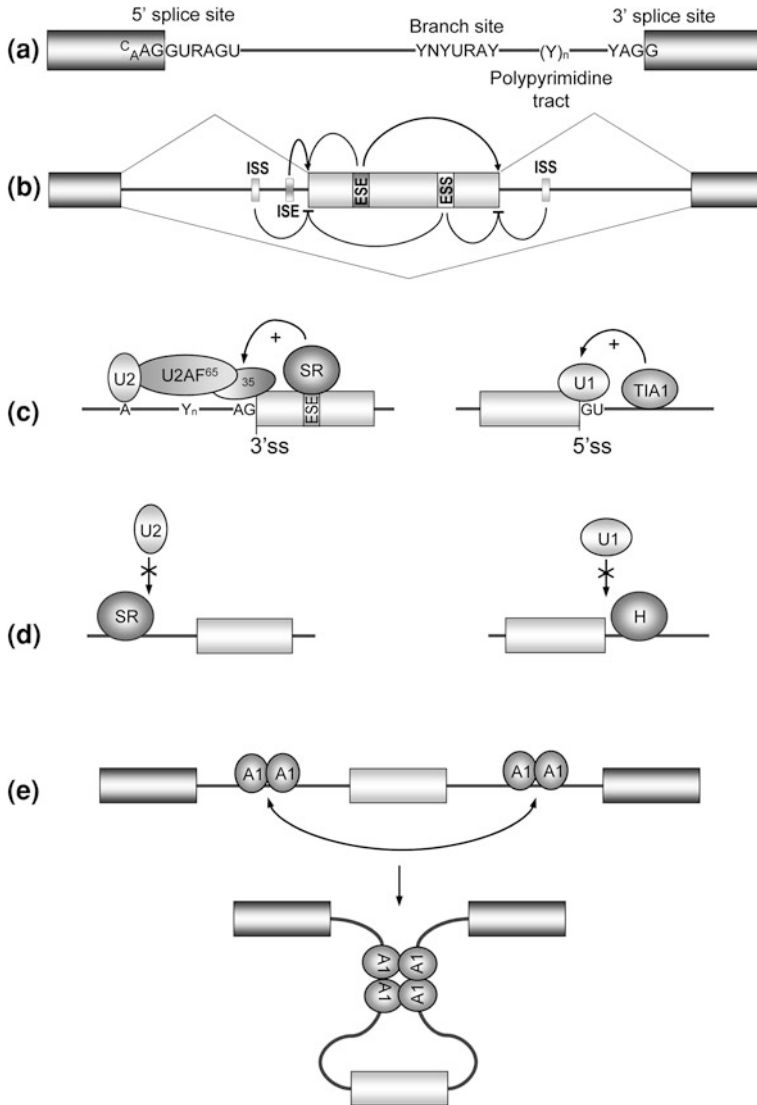 5' splice site
Branch site
3' splice site
(a)
CAAGGURAGU
YNYURAY
(Y)n
YAGG
Polypyrimidine
tract
(b)
ISS
ISE
ESE
ESS
ISS
(c)
U2
U2AF65
35
SR
+
A
Yn
AG
ESE
3'ss
U1
+
TIA1
GU
5'ss
(d)
U2
SR
U1
H
(e)
A1 A1
A1 A1
A1 A1
A1 A1